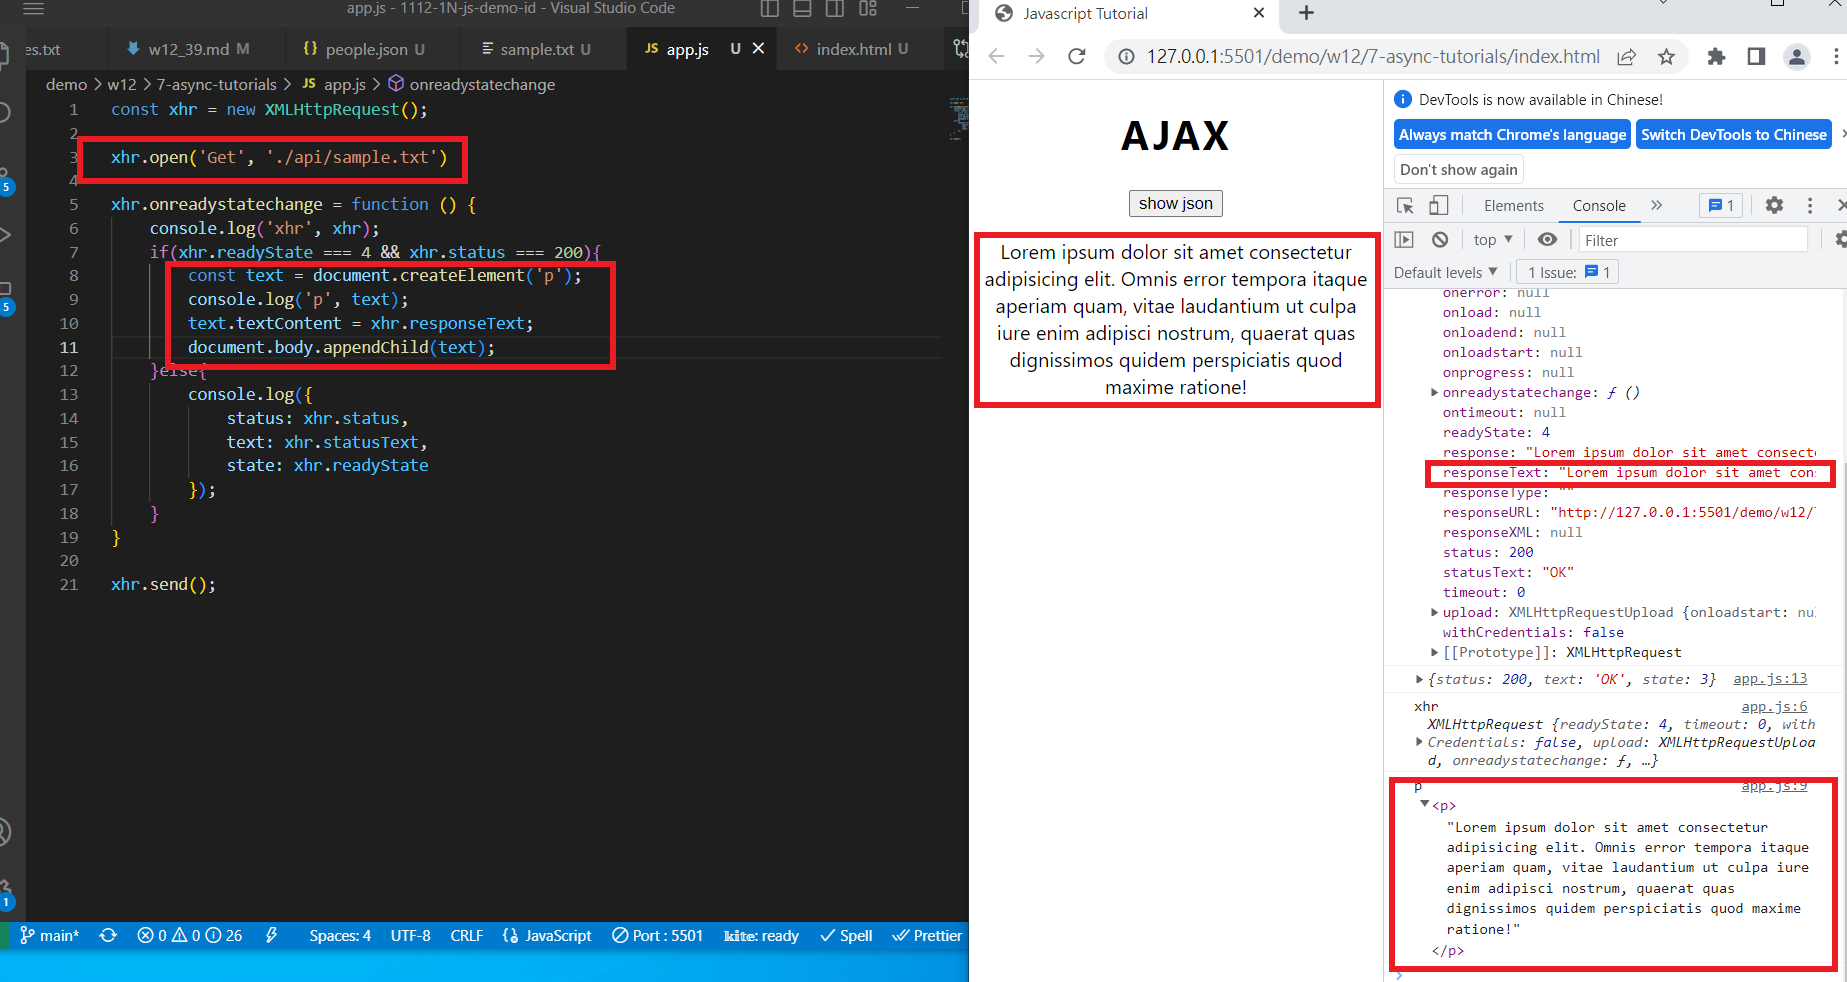 app.js - 1112-1N-js-demo-id - Visual Studio Code
es.txt
w12_39.md M
people.json U
sample.txt U
JS app.js U
index.html U
demo > w12 > 7-async-tutorials > JS app.js > onreadystatechange
1 const xhr = new XMLHttpRequest();
2
3 xhr.open('Get', './api/sample.txt')
4
5 xhr.onreadystatechange = function () {
6 console.log('xhr', xhr);
7 if(xhr.readyState === 4 && xhr.status === 200){
8 const text = document.createElement('p');
9 console.log('p', text);
10 text.textContent = xhr.responseText;
11 document.body.appendChild(text);
12 }else{
13 console.log({
14 status: xhr.status,
15 text: xhr.statusText,
16 state: xhr.readyState
17 });
18 }
19 }
20
21 xhr.send();
5
5
1
main* 0 0 26 Spaces: 4 UTF-8 CRLF JavaScript Port : 5501 kite: ready Spell Prettier
Javascript Tutorial
127.0.0.1:5501/demo/w12/7-async-tutorials/index.html
AJAX
show json
Lorem ipsum dolor sit amet consectetur
adipisicing elit. Omnis error tempora itaque
aperiam quam, vitae laudantium ut culpa
iure enim adipisci nostrum, quaerat quas
dignissimos quidem perspiciatis quod
maxime ratione!
DevTools is now available in Chinese!
Always match Chrome's language
Switch DevTools to Chinese
Don't show again
Elements Console » 1
top Filter
Default levels 1 Issue: 1
onerror: null
onload: null
onloadend: null
onloadstart: null
onprogress: null
onreadystatechange: ƒ ()
ontimeout: null
readyState: 4
response: "Lorem ipsum dolor sit amet consect
responseText: "Lorem ipsum dolor sit amet con
responseType: ""
responseURL: "http://127.0.0.1:5501/demo/w12/
responseXML: null
status: 200
statusText: "OK"
timeout: 0
upload: XMLHttpRequestUpload {onloadstart: nu
withCredentials: false
[[Prototype]]: XMLHttpRequest
{status: 200, text: 'OK', state: 3} app.js:13
xhr app.js:6
XMLHttpRequest {readyState: 4, timeout: 0, with
Credentials: false, upload: XMLHttpRequestUploa
d, onreadystatechange: ƒ, …}
p app.js:9
<p>
"Lorem ipsum dolor sit amet consectetur
adipisicing elit. Omnis error tempora itaque
aperiam quam, vitae laudantium ut culpa iure
enim adipisci nostrum, quaerat quas
dignissimos quidem perspiciatis quod maxime
ratione!"
</p>